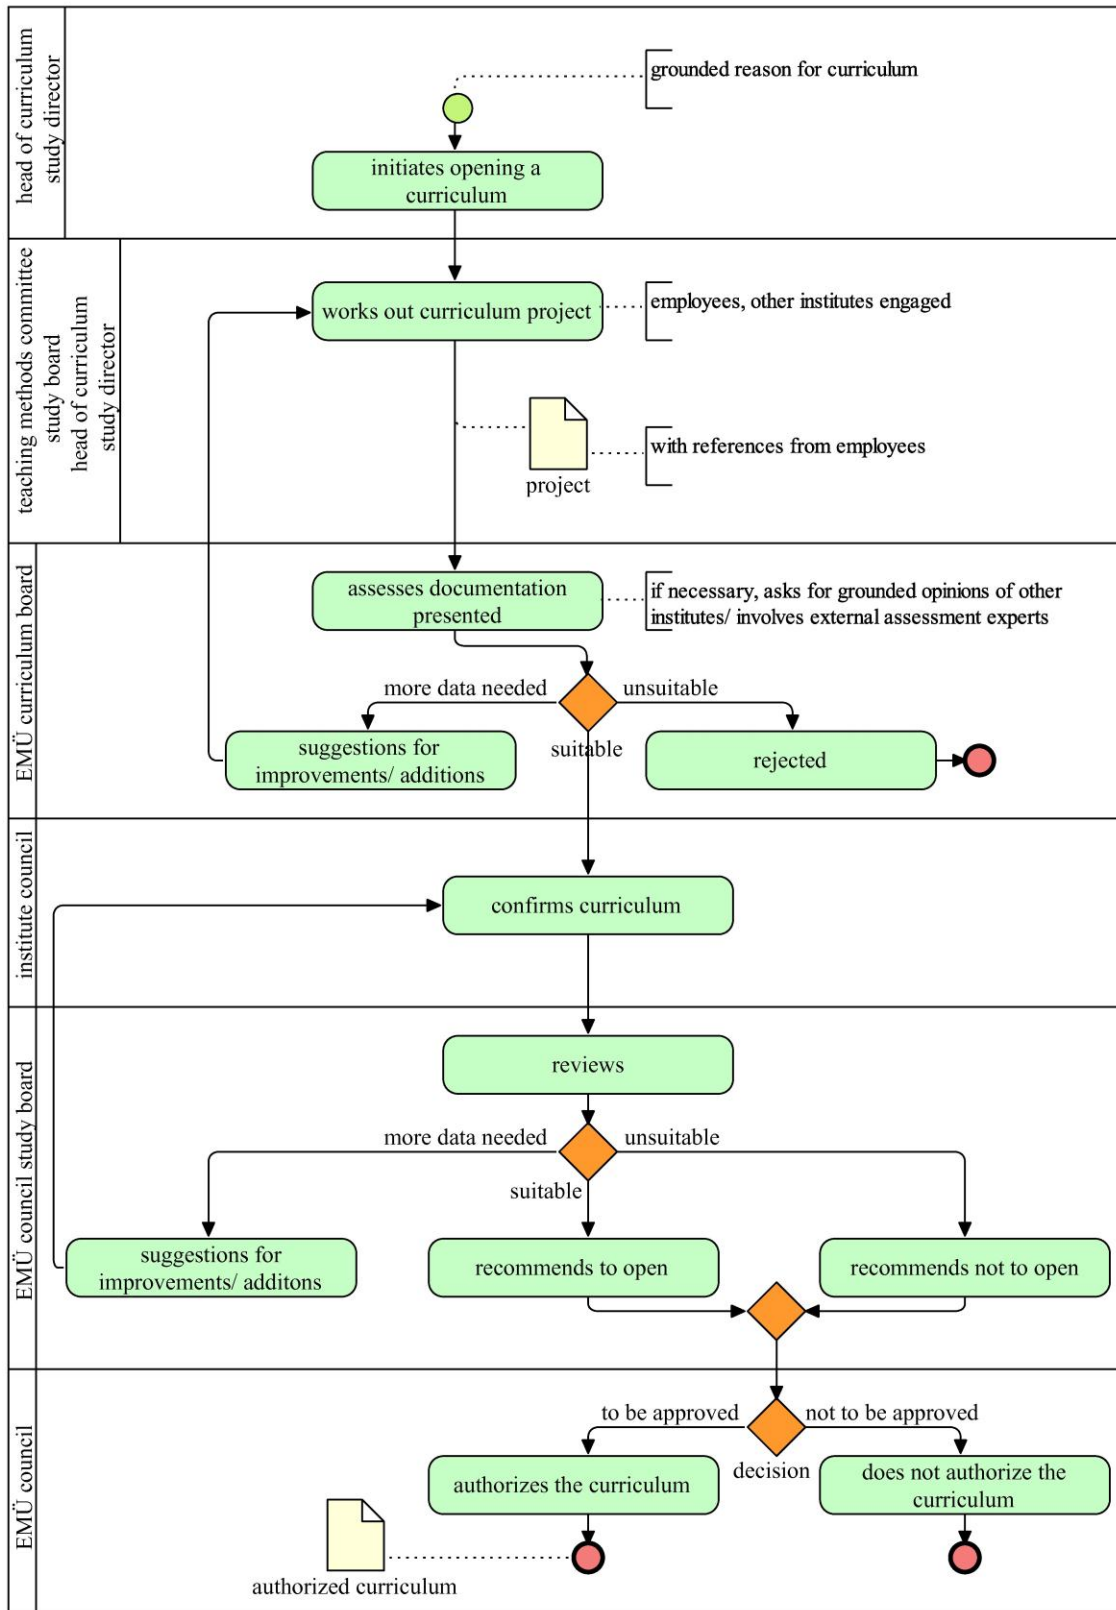 head of curriculum
study director
grounded reason for curriculum
initiates opening a
curriculum
teaching methods committee
study board
head of curriculum
study director
works out curriculum project
employees, other institutes engaged
with references from employees
project
EMÜ curriculum board
assesses documentation
presented
if necessary, asks for grounded opinions of other
institutes/ involves external assessment experts
more data needed
unsuitable
suitable
suggestions for
improvements/ additions
rejected
institute council
confirms curriculum
EMÜ council study board
reviews
more data needed
unsuitable
suitable
suggestions for
improvements/ additons
recommends to open
recommends not to open
EMÜ council
to be approved
not to be approved
decision
authorizes the curriculum
does not authorize the
curriculum
authorized curriculum